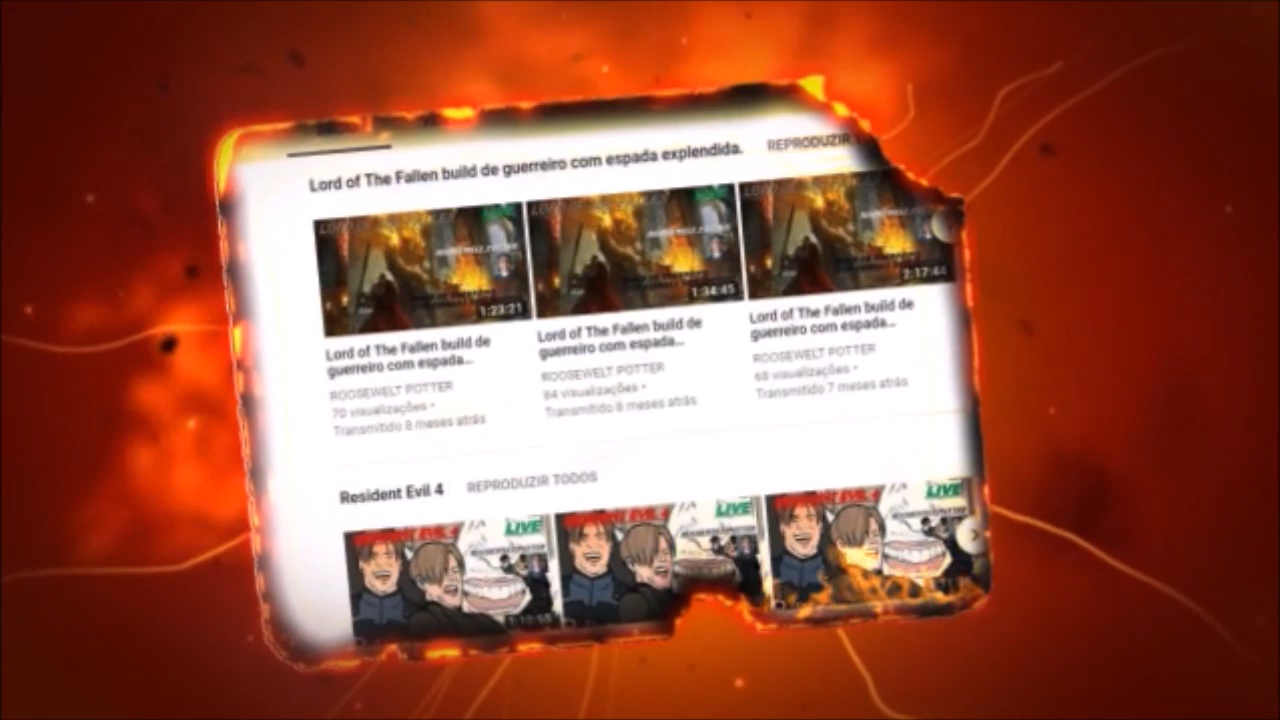 Lord of The Fallen build de guerreiro com espada explendida.
REPRODUZIR
1:23:21
1:34:45
2:17:44
Lord of The Fallen build de
guerreiro com espada...
ROOSEWELT POTTER
70 visualizações •
Transmitido 8 meses atrás
Lord of The Fallen build de
guerreiro com espada...
ROOSEWELT POTTER
84 visualizações •
Transmitido 8 meses atrás
Lord of The Fallen build de
guerreiro com espada...
ROOSEWELT POTTER
68 visualizações •
Transmitido 7 meses atrás
Resident Evil 4
REPRODUZIR TODOS
LIVE
LIVE
LIVE